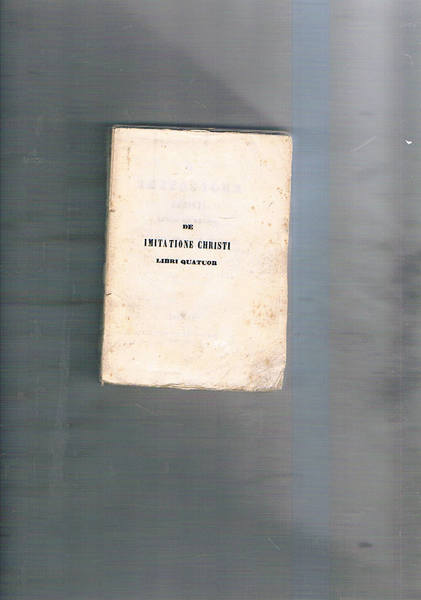 DE
IMITATIONE CHRISTI
LIBRI QUATUOR